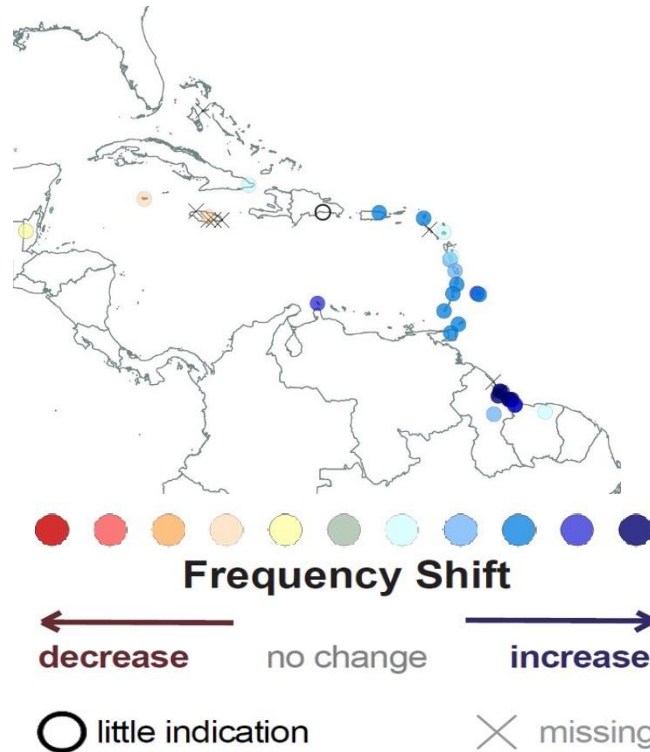 Frequency Shift
decrease no change increase
little indication missing